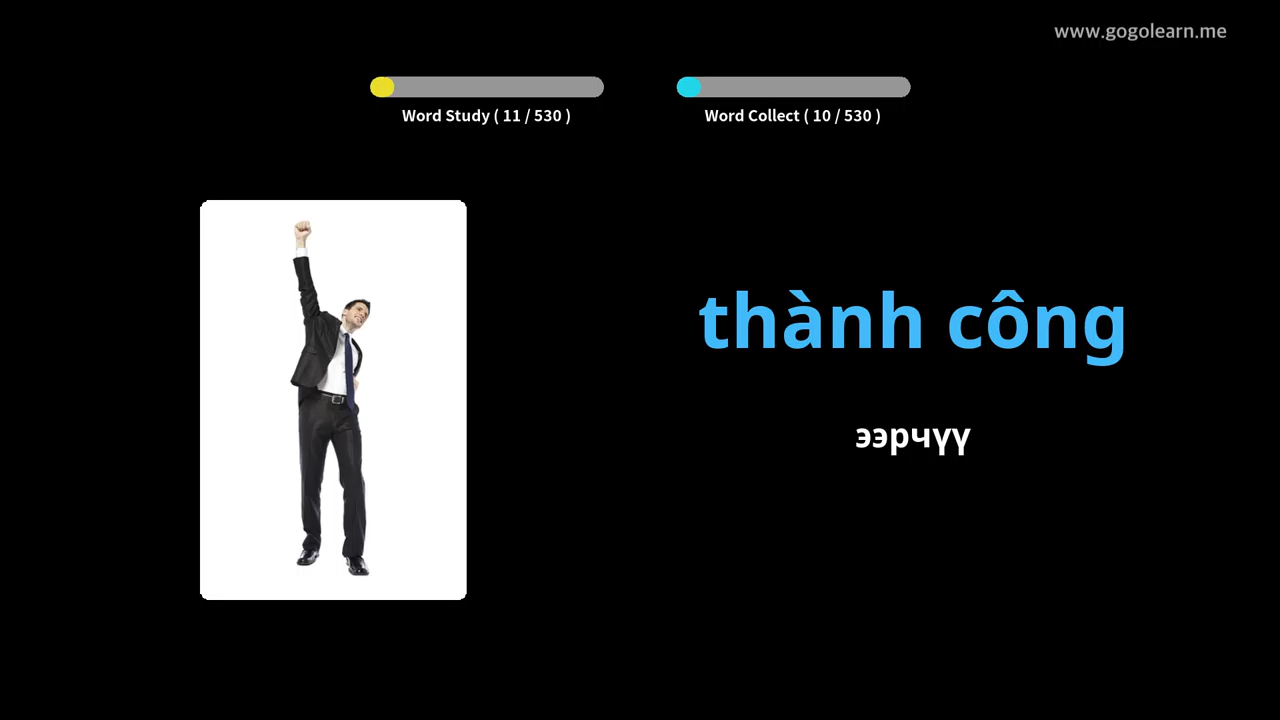 www.gogolearn.me
Word Study ( 11 / 530 )
Word Collect ( 10 / 530 )
thành công
ээрчүү